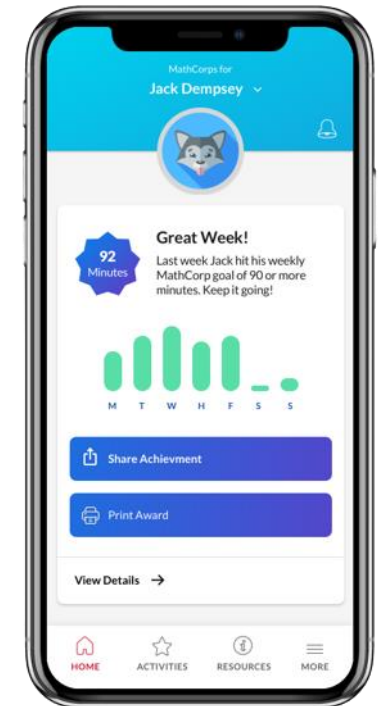 MathCorps for
Jack Dempsey
92
Minutes
Great Week!
Last week Jack hit his weekly
MathCorp goal of 90 or more
minutes. Keep it going!
M T W H F S S
Share Achievment
Print Award
View Details →
HOME ACTIVITIES RESOURCES MORE